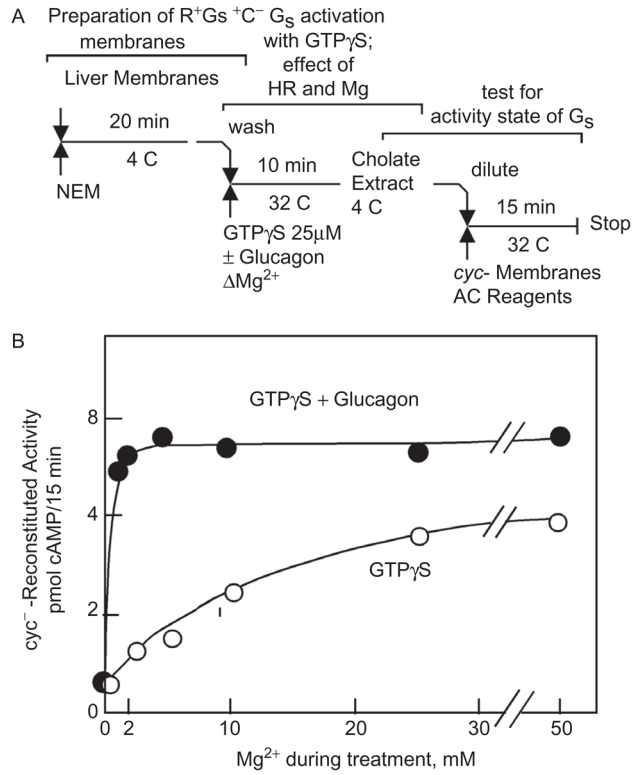 A
Preparation of R⁺Gs ⁺C⁻ Gₛ activation
membranes
with GTPγS;
effect of
HR and Mg
Liver Membranes
test for
activity state of Gₛ
20 min
wash
4 C
10 min
Cholate
Extract
dilute
NEM
32 C
4 C
15 min
GTPγS 25μM
Stop
± Glucagon
32 C
ΔMg²⁺
cyc- Membranes
AC Reagents
B
GTPγS + Glucagon
GTPγS
cyc⁻ -Reconstituted Activity
pmol cAMP/15 min
8
4
2
0
0 2 10 20 30 50
Mg²⁺ during treatment, mM